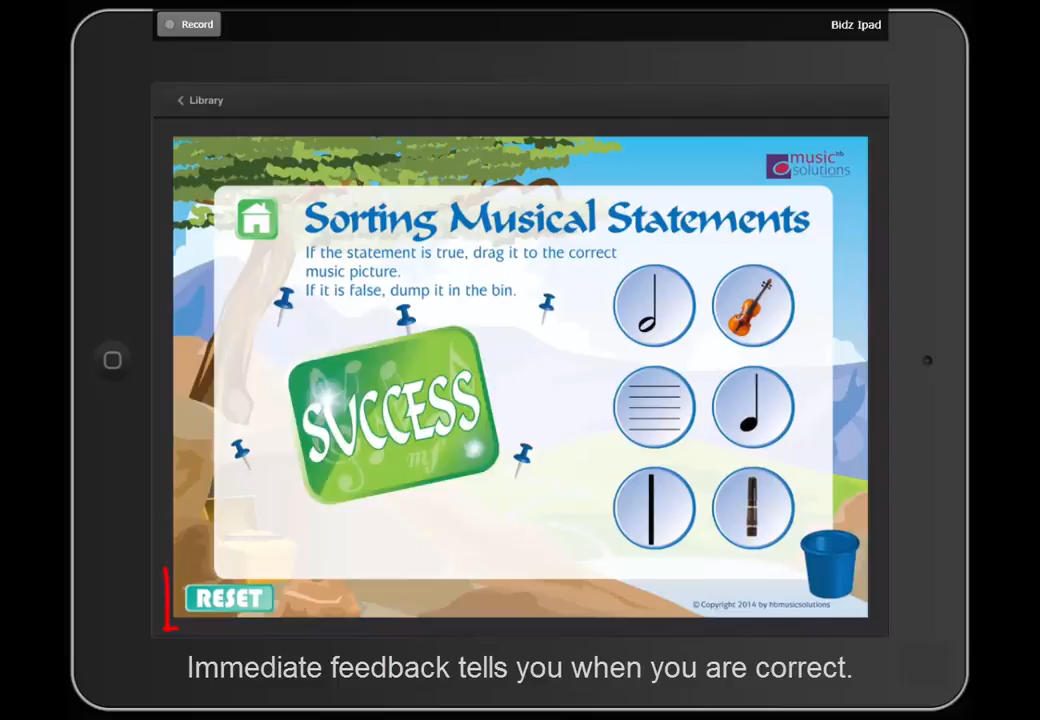 Record
Bidz Ipad
Library
music hb
solutions
Sorting Musical Statements
If the statement is true, drag it to the correct
music picture.
If it is false, dump it in the bin.
SUCCESS
mf
RESET
© Copyright 2014 by hbmusicsolutions
Immediate feedback tells you when you are correct.